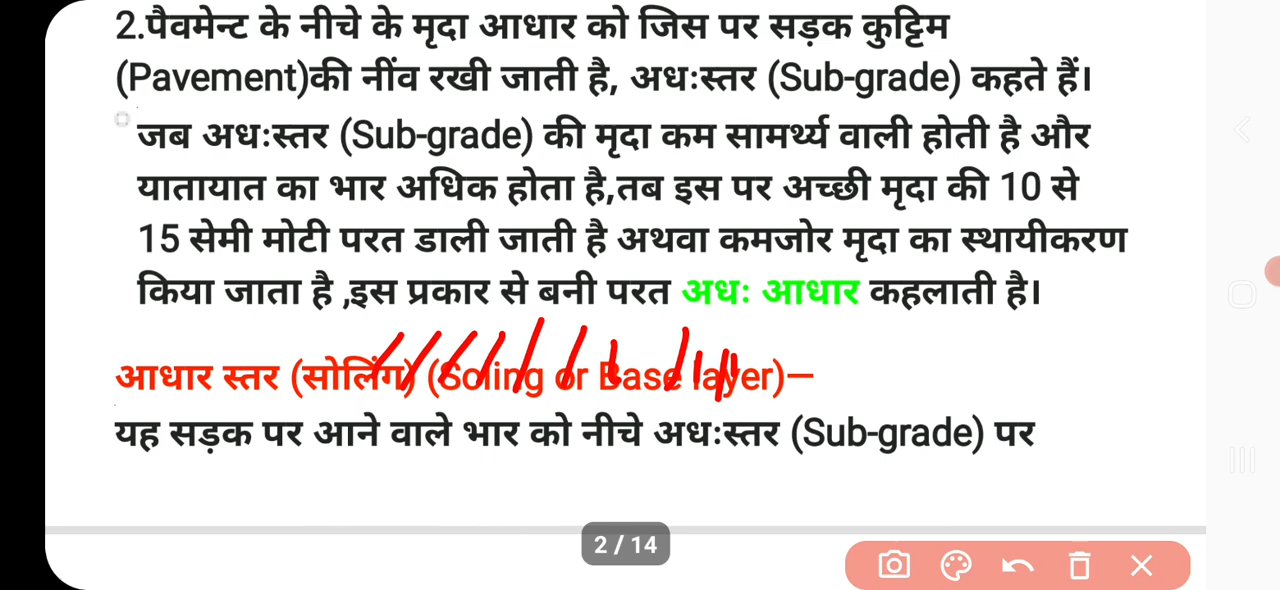 2.पैवमेन्ट के नीचे के मृदा आधार को जिस पर सड़क कुट्टिम
(Pavement)की नींव रखी जाती है, अधःस्तर (Sub-grade) कहते हैं।
जब अधःस्तर (Sub-grade) की मृदा कम सामर्थ्य वाली होती है और
यातायात का भार अधिक होता है,तब इस पर अच्छी मृदा की 10 से
15 सेमी मोटी परत डाली जाती है अथवा कमजोर मृदा का स्थायीकरण
किया जाता है ,इस प्रकार से बनी परत अधः आधार कहलाती है।
आधार स्तर (सोलिंग) (Soling or Base layer)—
यह सड़क पर आने वाले भार को नीचे अधःस्तर (Sub-grade) पर
2 / 14